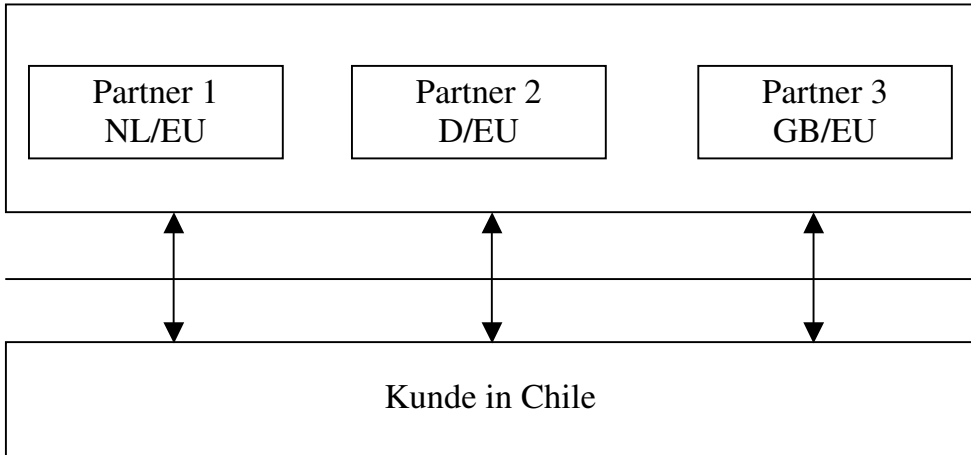 Partner 1
NL/EU
Partner 2
D/EU
Partner 3
GB/EU
Kunde in Chile